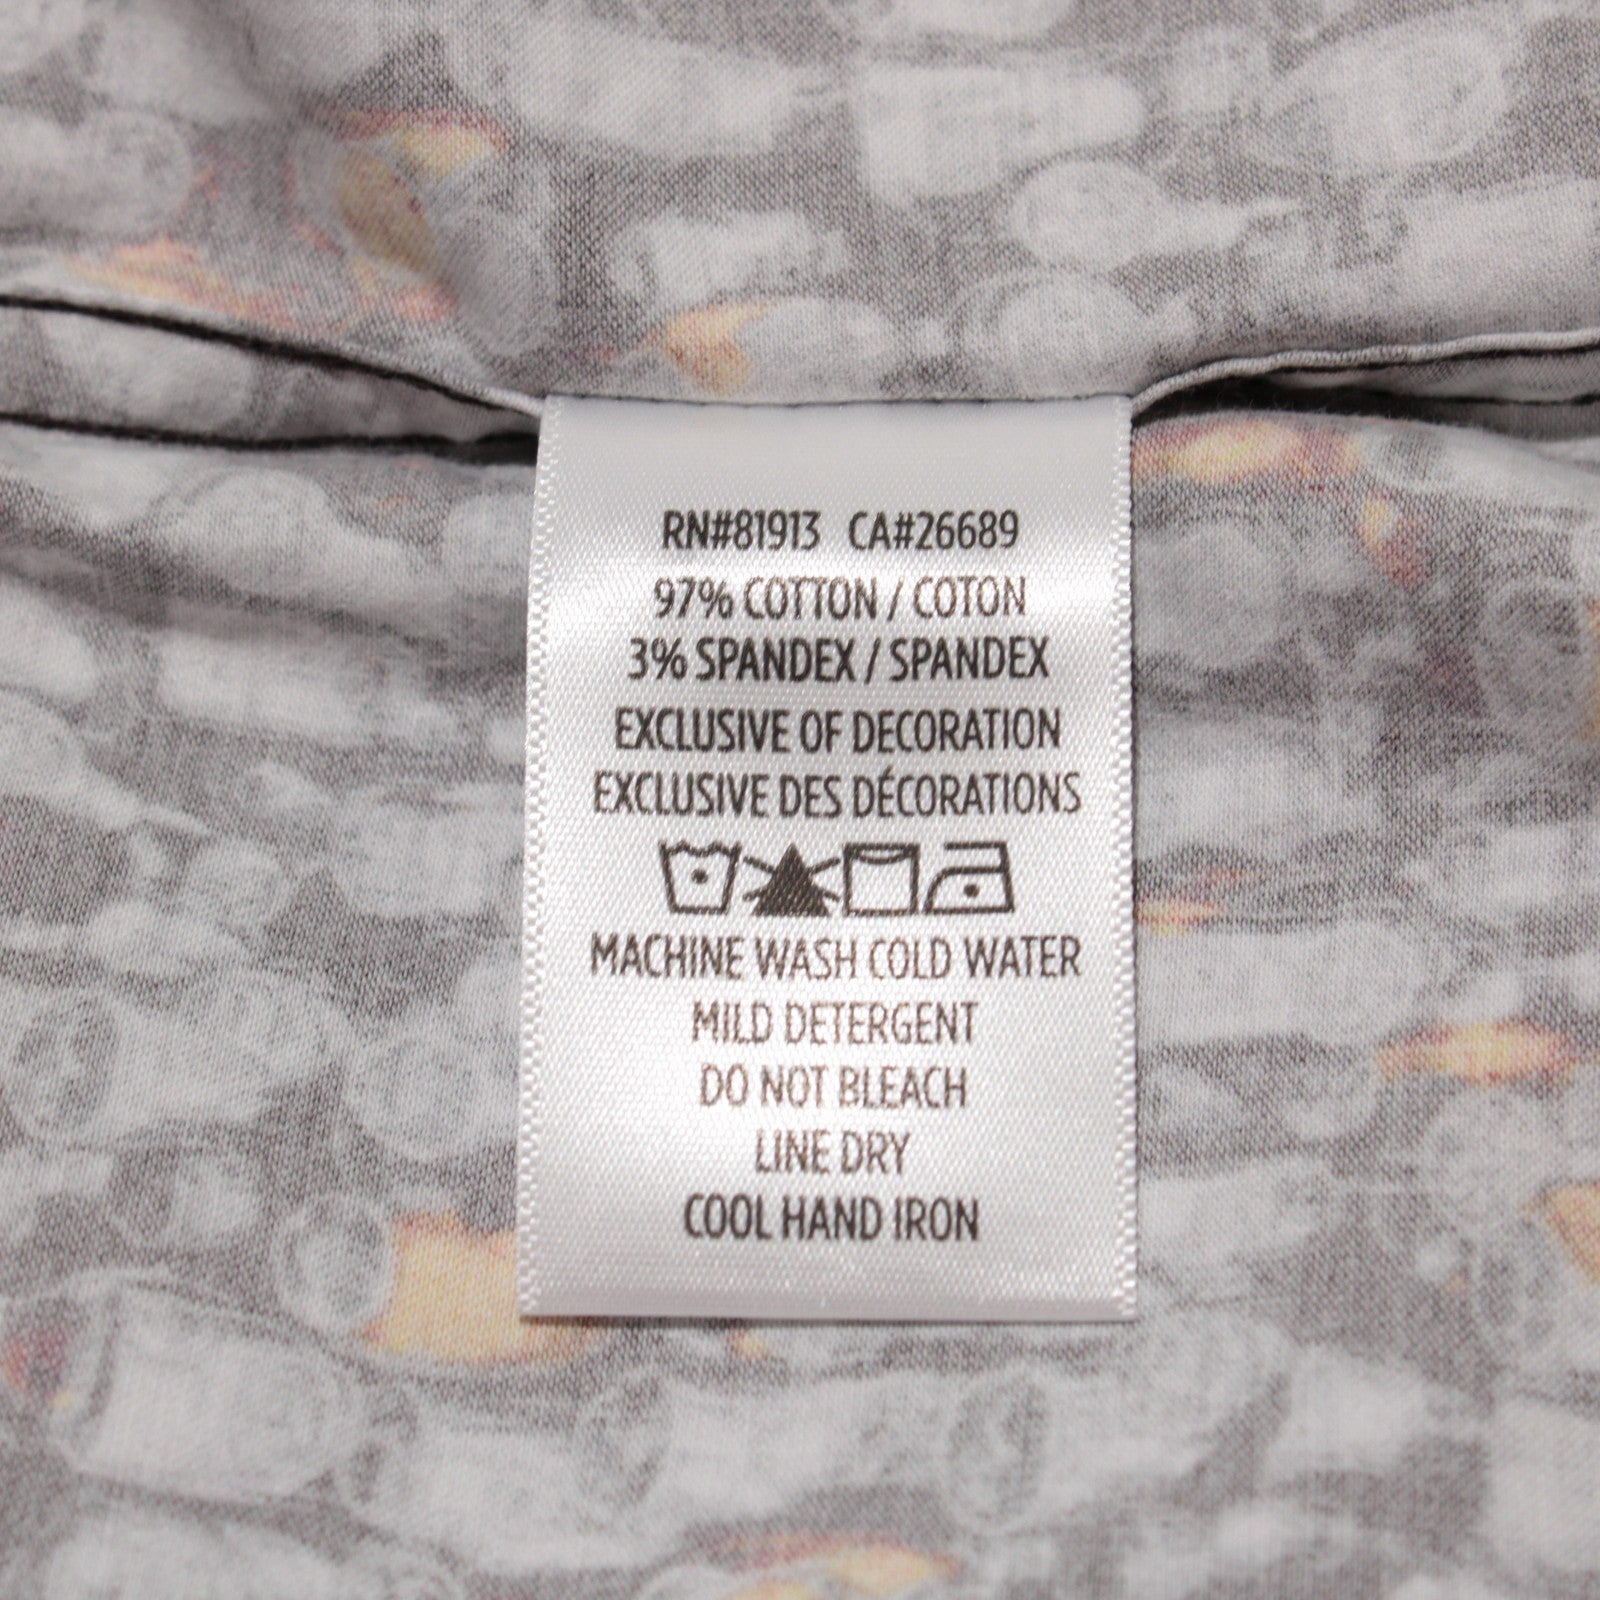 RN#81913 CA#26689
97% COTTON / COTON
3% SPANDEX / SPANDEX
EXCLUSIVE OF DECORATION
EXCLUSIVE DES DÉCORATIONS
MACHINE WASH COLD WATER
MILD DETERGENT
DO NOT BLEACH
LINE DRY
COOL HAND IRON